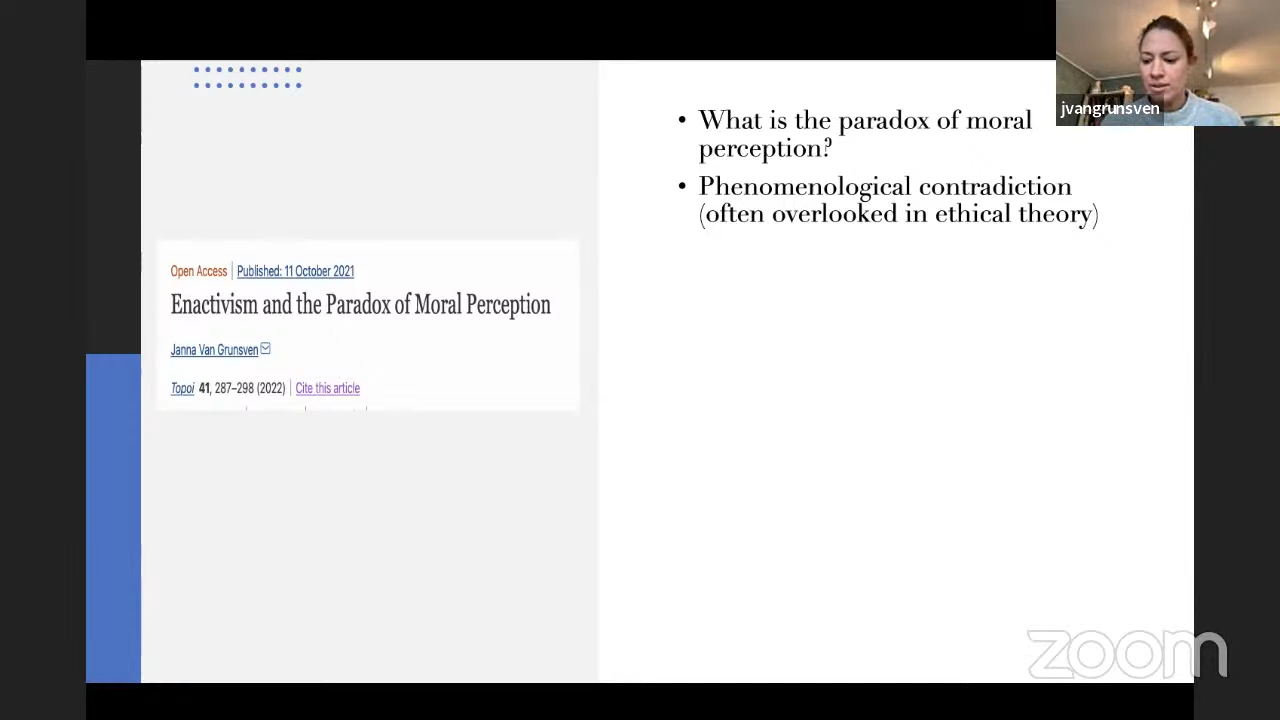 jvangrunsven
• What is the paradox of moral
perception?
• Phenomenological contradiction
(often overlooked in ethical theory)
Open Access | Published: 11 October 2021
Enactivism and the Paradox of Moral Perception
Janna Van Grunsven
Topoi 41, 287–298 (2022) | Cite this article
zoom